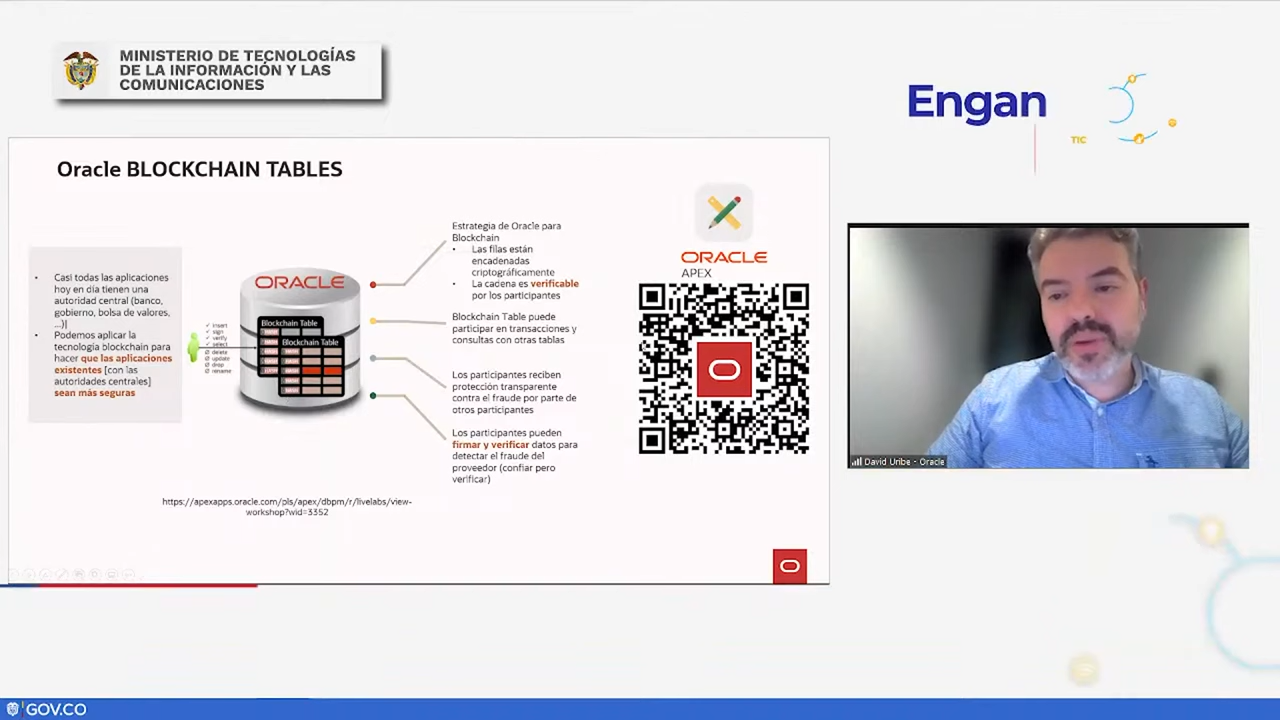 MINISTERIO DE TECNOLOGÍAS
DE LA INFORMACIÓN Y LAS
COMUNICACIONES
Engan
TIC
Oracle BLOCKCHAIN TABLES
• Casi todas las aplicaciones
hoy en día tienen una
autoridad central (banco,
gobierno, bolsa de valores,
...)|
• Podemos aplicar la
tecnología blockchain para
hacer que las aplicaciones
existentes [con las
autoridades centrales]
sean más seguras
✓ insert
✓ sign
✓ verify
✓ select
∅ delete
∅ update
∅ drop
∅ rename
ORACLE
Blockchain Table
Blockchain Table
Estrategia de Oracle para
Blockchain
• Las filas están
encadenadas
criptográficamente
• La cadena es verificable
por los participantes
Blockchain Table puede
participar en transacciones y
consultas con otras tablas
Los participantes reciben
protección transparente
contra el fraude por parte de
otros participantes
Los participantes pueden
firmar y verificar datos para
detectar el fraude del
proveedor (confiar pero
verificar)
https://apexapps.oracle.com/pls/apex/dbpm/r/livelabs/view-
workshop?wid=3352
ORACLE
APEX
David Uribe - Oracle
GOV.CO